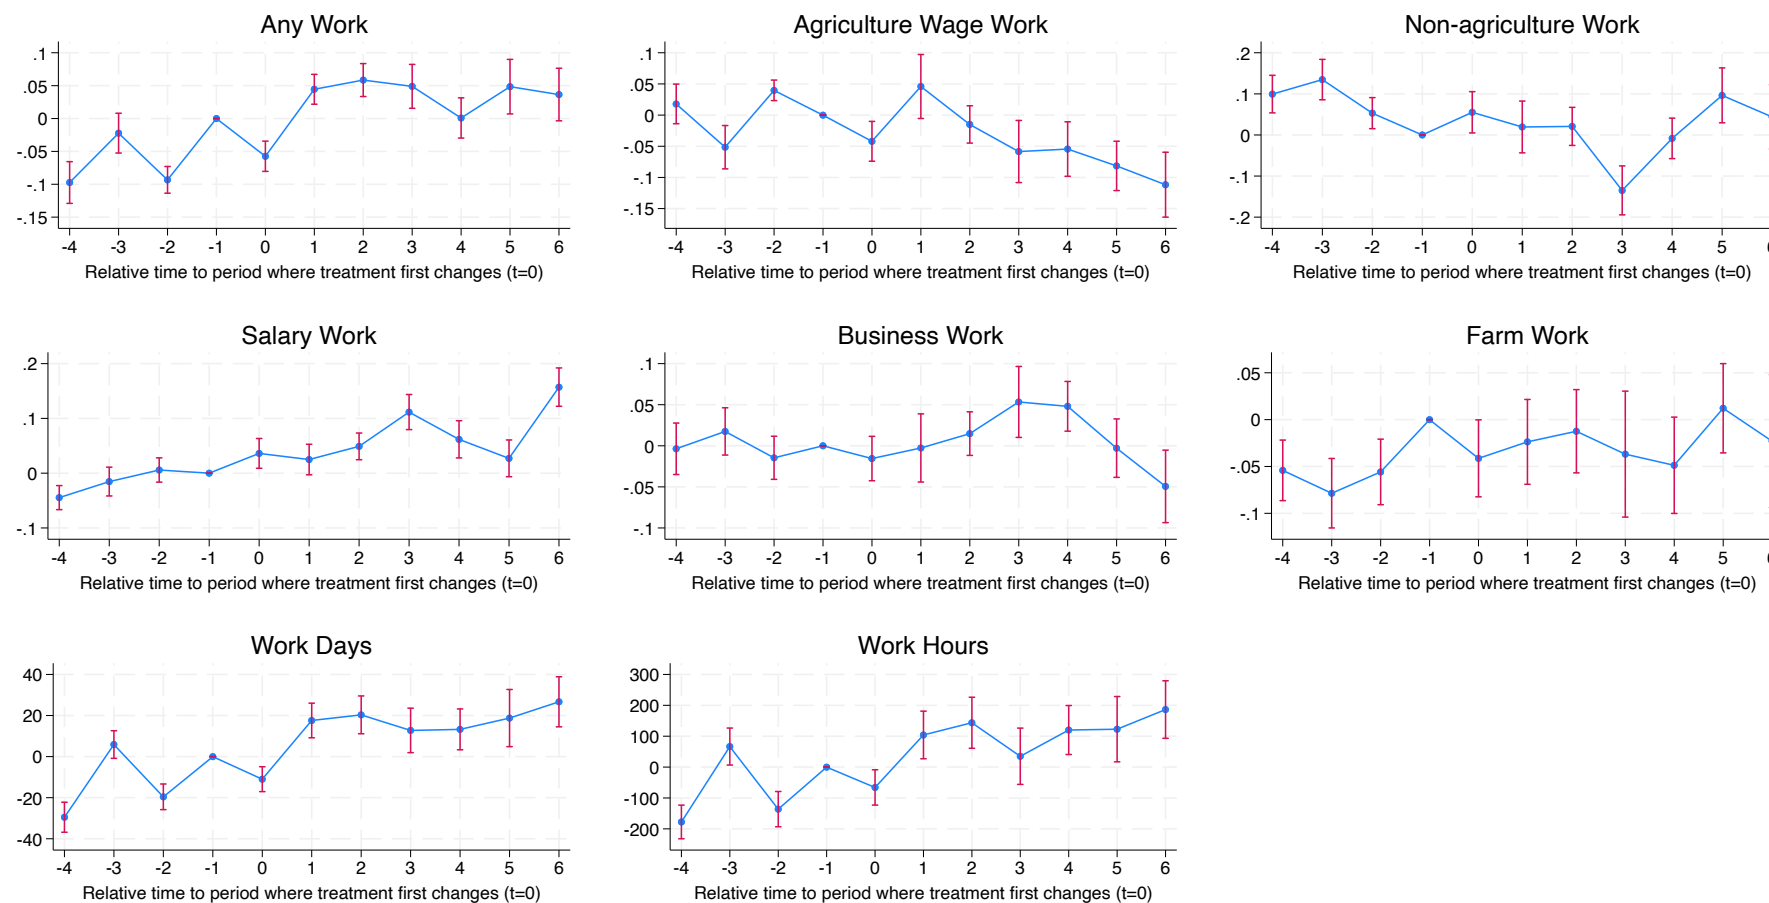 Any Work
.1
.05
0
-.05
-.1
-.15
-4 -3 -2 -1 0 1 2 3 4 5 6
Relative time to period where treatment first changes (t=0)
Agriculture Wage Work
.1
.05
0
-.05
-.1
-.15
-4 -3 -2 -1 0 1 2 3 4 5 6
Relative time to period where treatment first changes (t=0)
Non-agriculture Work
.2
.1
0
-.1
-.2
-4 -3 -2 -1 0 1 2 3 4 5
Relative time to period where treatment first changes (t=0)
Salary Work
.2
.1
0
-.1
-4 -3 -2 -1 0 1 2 3 4 5 6
Relative time to period where treatment first changes (t=0)
Business Work
.1
.05
0
-.05
-.1
-4 -3 -2 -1 0 1 2 3 4 5 6
Relative time to period where treatment first changes (t=0)
Farm Work
.05
0
-.05
-.1
-4 -3 -2 -1 0 1 2 3 4 5
Relative time to period where treatment first changes (t=0)
Work Days
40
20
0
-20
-40
-4 -3 -2 -1 0 1 2 3 4 5 6
Relative time to period where treatment first changes (t=0)
Work Hours
300
200
100
0
-100
-200
-4 -3 -2 -1 0 1 2 3 4 5 6
Relative time to period where treatment first changes (t=0)